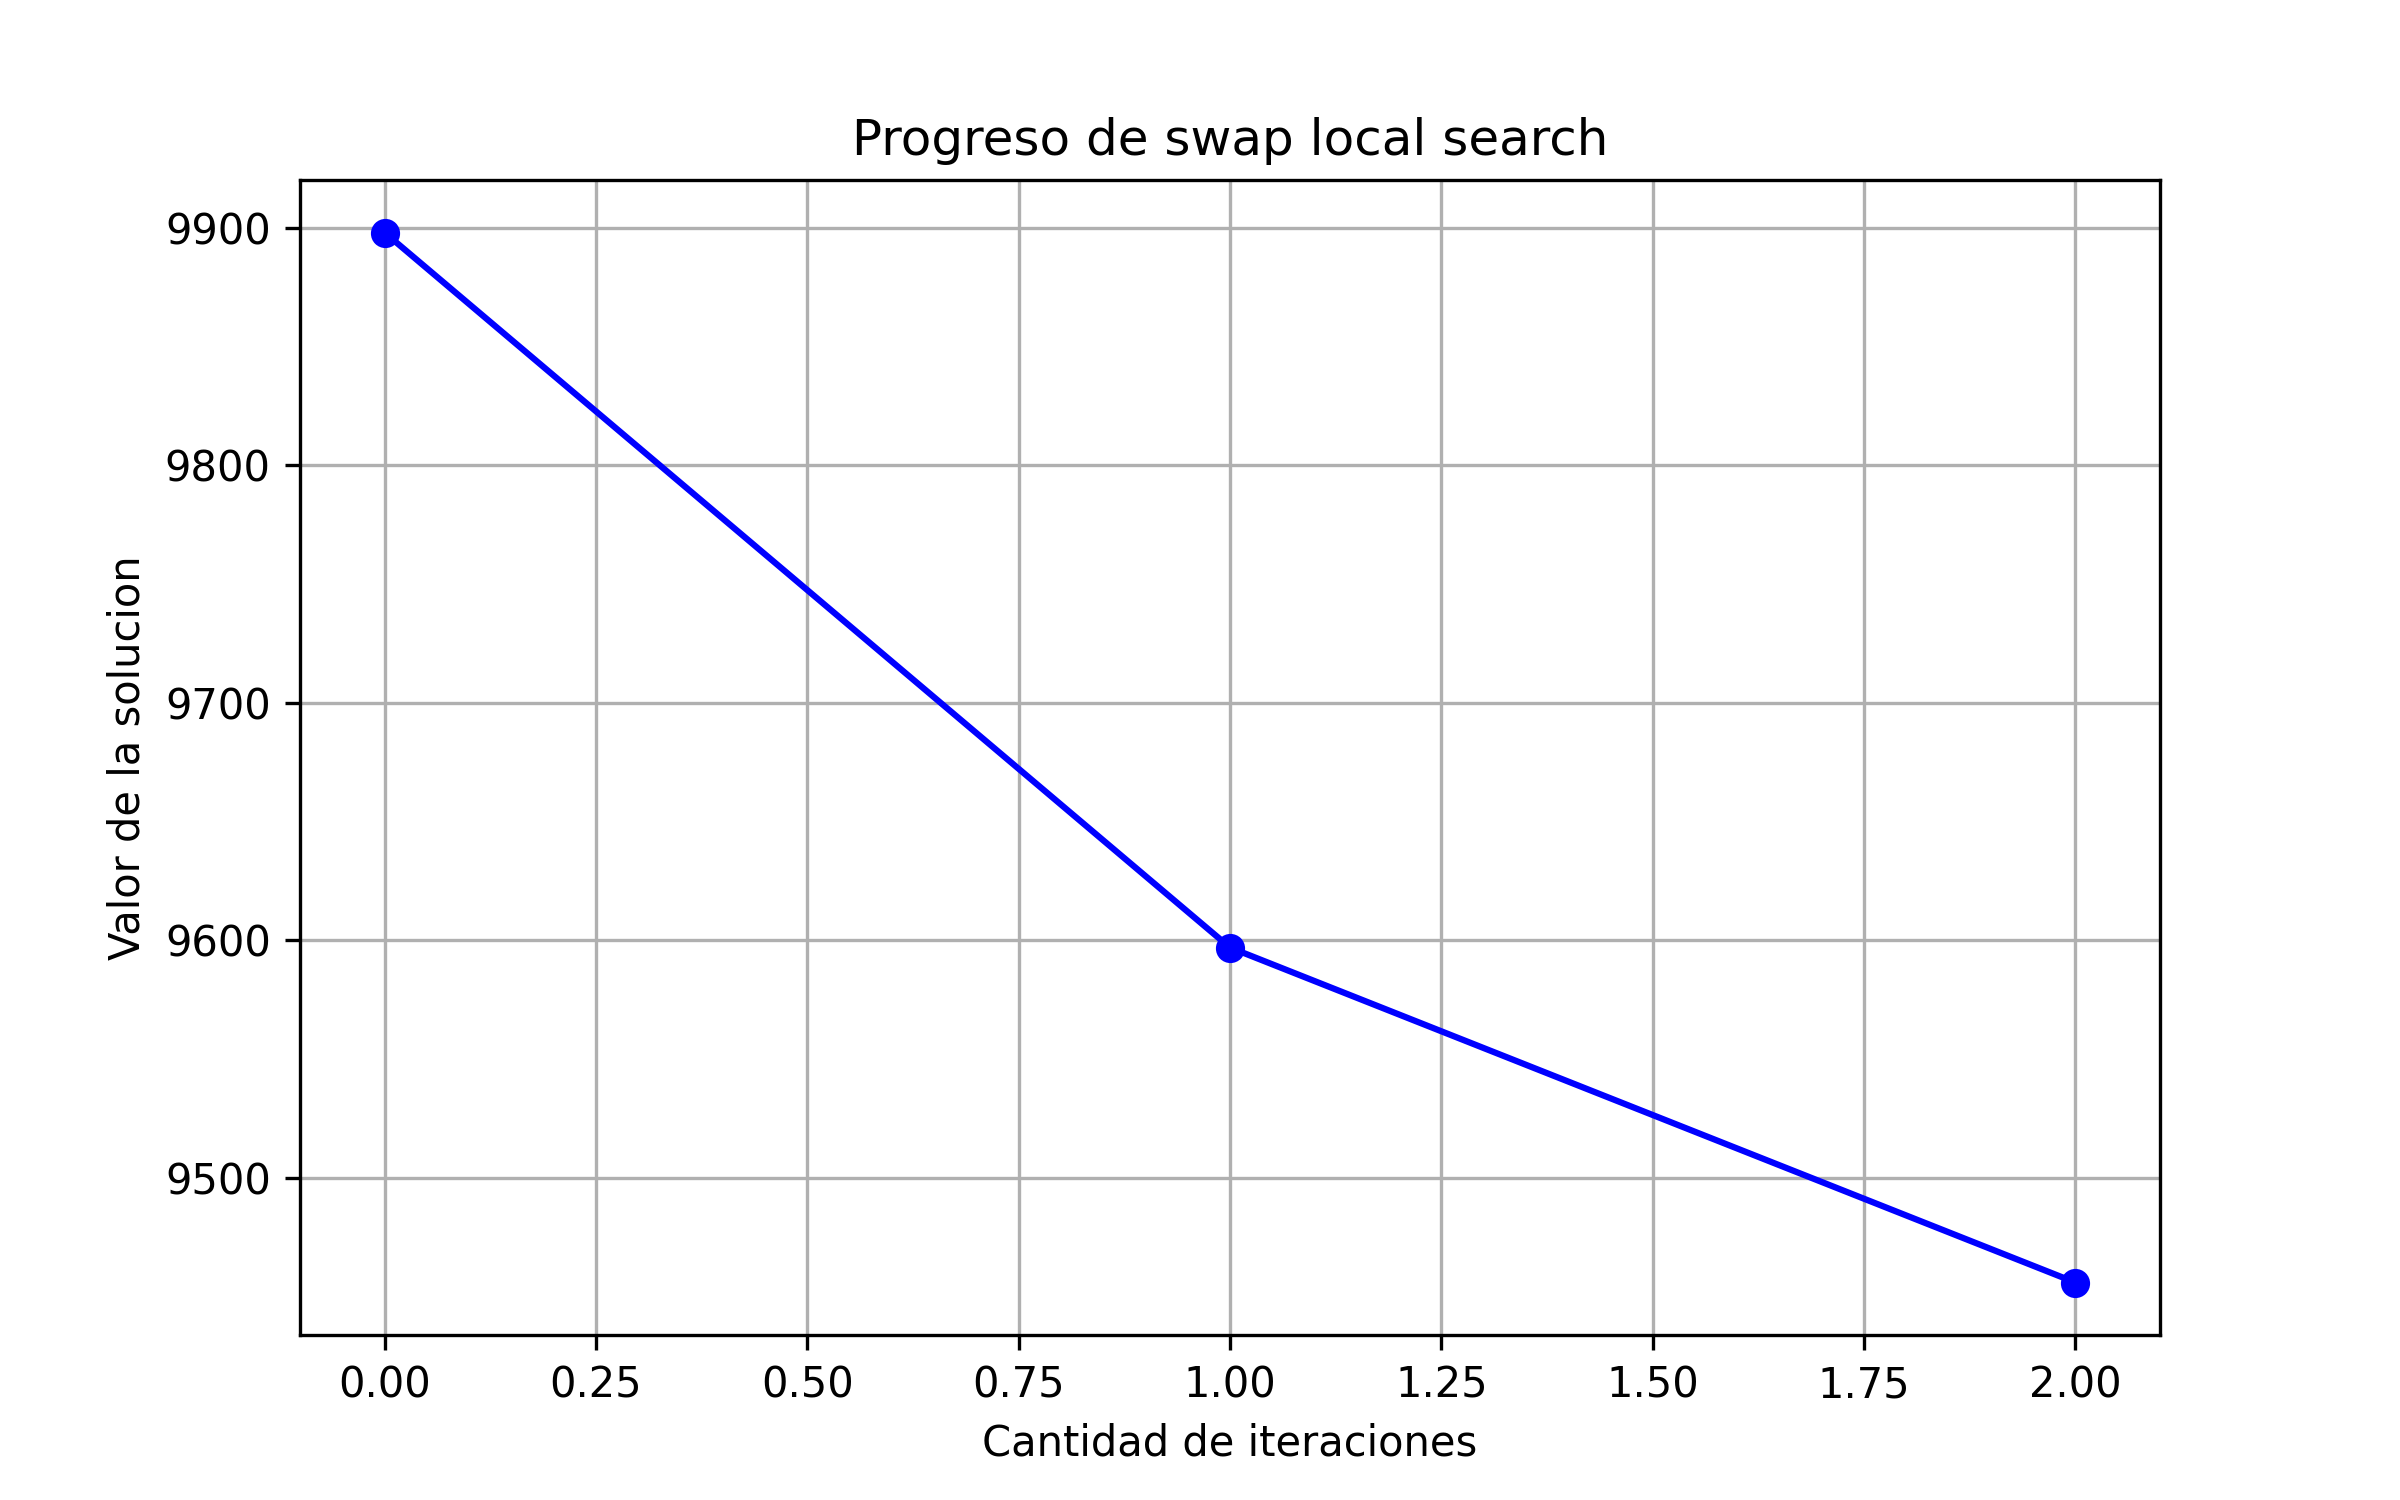 Progreso de swap local search
9900
9800
9700
9600
9500
Valor de la solucion
0.00 0.25 0.50 0.75 1.00 1.25 1.50 1.75 2.00
Cantidad de iteraciones